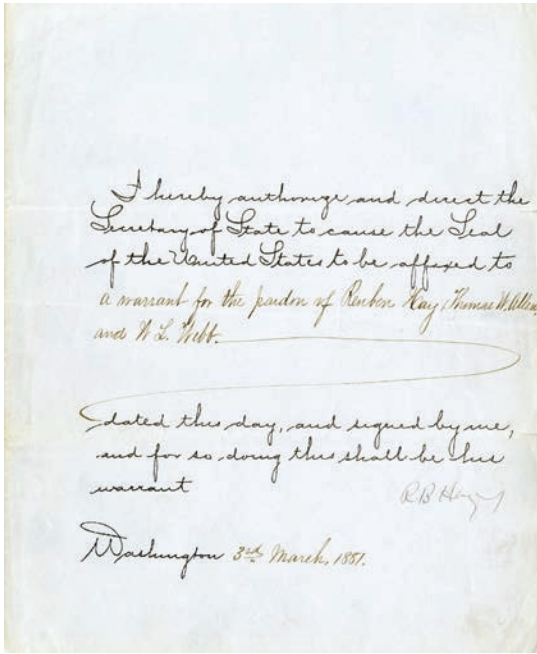 I hereby authorize and direct the
Secretary of State to cause the Seal
of the United States to be affixed to
a warrant for the pardon of Reuben Kay, Thomas W.
and W. L. Webb.
dated this day, and signed by me,
and for so doing this shall be his
warrant
R B Hayes
Washington 3rd March, 1881.